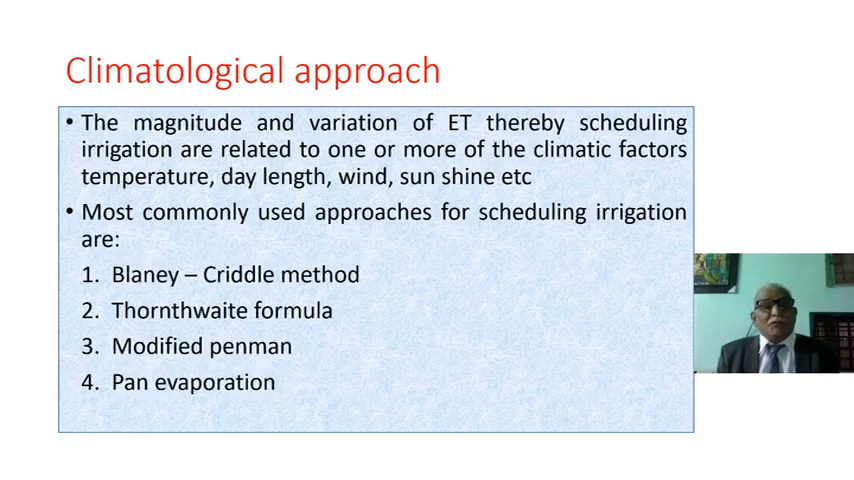 Climatological approach
• The magnitude and variation of ET thereby scheduling
irrigation are related to one or more of the climatic factors
temperature, day length, wind, sun shine etc
• Most commonly used approaches for scheduling irrigation
are:
1. Blaney – Criddle method
2. Thornthwaite formula
3. Modified penman
4. Pan evaporation